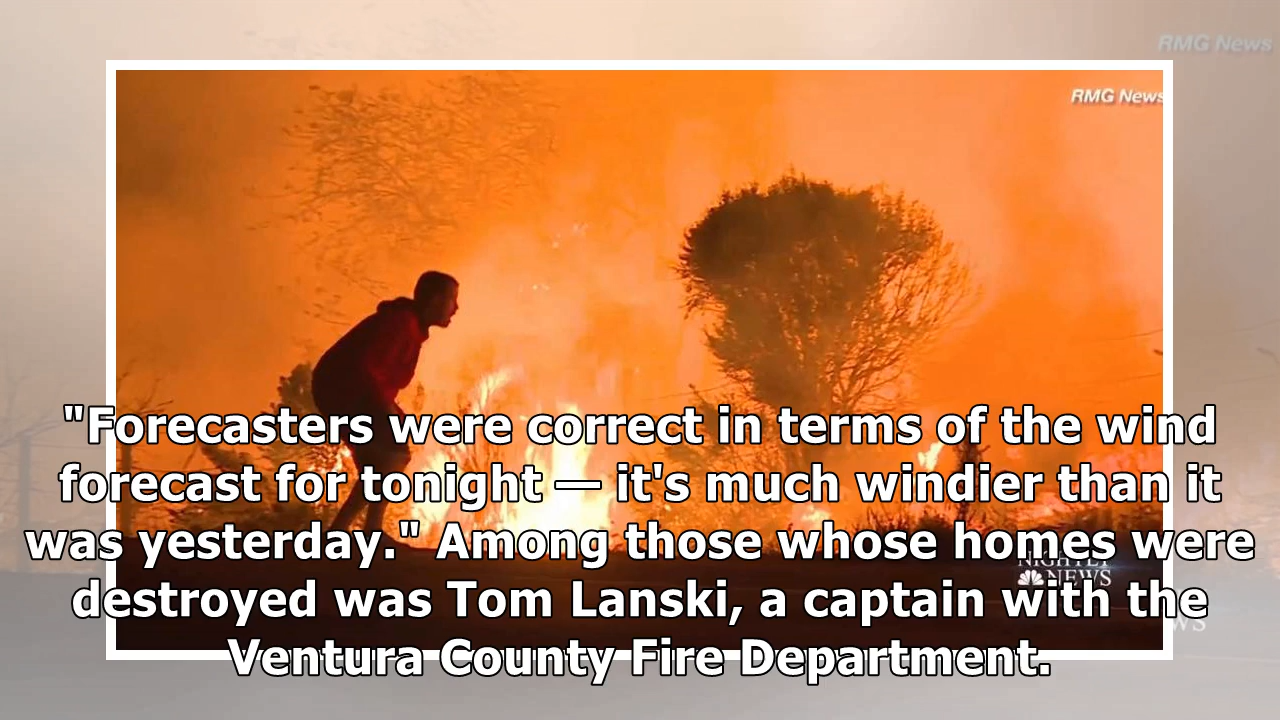 RMG News
RMG News
"Forecasters were correct in terms of the wind
forecast for tonight — it's much windier than it
was yesterday." Among those whose homes were
NIGHTLY
NEWS
destroyed was Tom Lanski, a captain with the
Ventura County Fire Department.